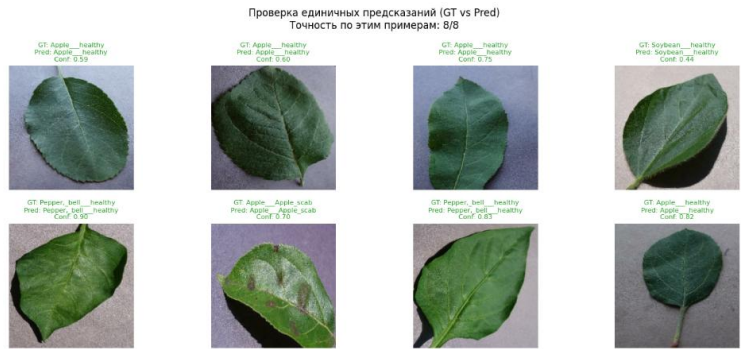 Проверка единичных предсказаний (GT vs Pred)
Точность по этим примерам: 8/8
GT: Apple___healthy
Pred: Apple___healthy
Conf: 0.59
GT: Apple___healthy
Pred: Apple___healthy
Conf: 0.60
GT: Apple___healthy
Pred: Apple___healthy
Conf: 0.75
GT: Soybean___healthy
Pred: Soybean___healthy
Conf: 0.44
GT: Pepper,_bell___healthy
Pred: Pepper,_bell___healthy
Conf: 0.90
GT: Apple___Apple_scab
Pred: Apple___Apple_scab
Conf: 0.70
GT: Pepper,_bell___healthy
Pred: Pepper,_bell___healthy
Conf: 0.83
GT: Apple___healthy
Pred: Apple___healthy
Conf: 0.82